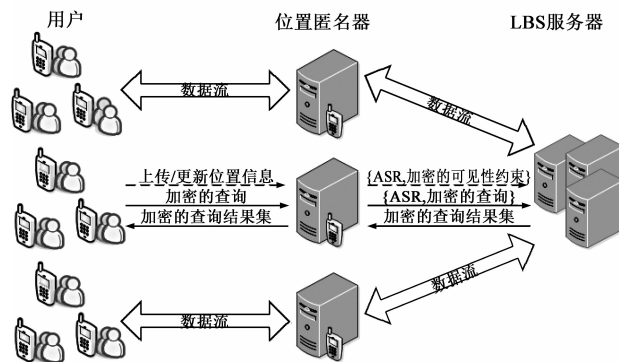 用户
位置匿名器
LBS服务器
数据流
数据流
上传/更新位置信息
{ASR,加密的可见性约束}
加密的查询
{ASR,加密的查询}
加密的查询结果集
加密的查询结果集
数据流
数据流